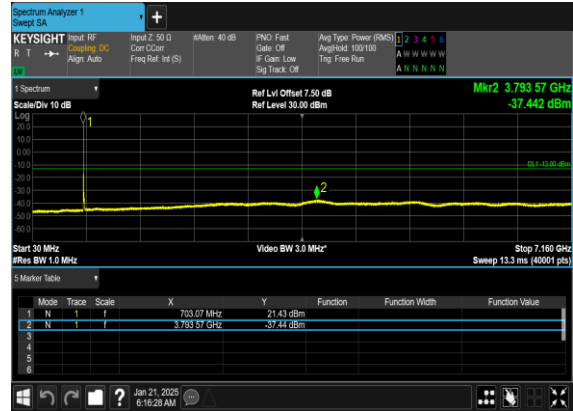 Spectrum Analyzer 1
Swept SA
+
KEYSIGHT Input: RF Input Z: 50 Ω #Atten: 40 dB PNO: Fast Avg Type: Power (RMS) 1 2 3 4 5 6
R T Coupling: DC Corr CCorr Gate: Off Avg|Hold: 100/100 A W W W W W
Align: Auto Freq Ref: Int (S) IF Gain: Low Trig: Free Run
LNI Sig Track: Off A N N N N N
1 Spectrum
Ref Lvl Offset 7.50 dB Mkr2 3.793 57 GHz
Scale/Div 10 dB Ref Level 30.00 dBm -37.442 dBm
Log
1
20.0
10.0
0.00
-10.0
DL1 -13.00 dBm
-20.0
-30.0
2
-40.0
-50.0
-60.0
Start 30 MHz Video BW 3.0 MHz* Stop 7.160 GHz
#Res BW 1.0 MHz Sweep 13.3 ms (40001 pts)
5 Marker Table
Mode Trace Scale X Y Function Function Width Function Value
1 N 1 f 703.07 MHz 21.43 dBm
2 N 1 f 3.793 57 GHz -37.44 dBm
3
4
5
6
? Jan 21, 2025
6:16:28 AM